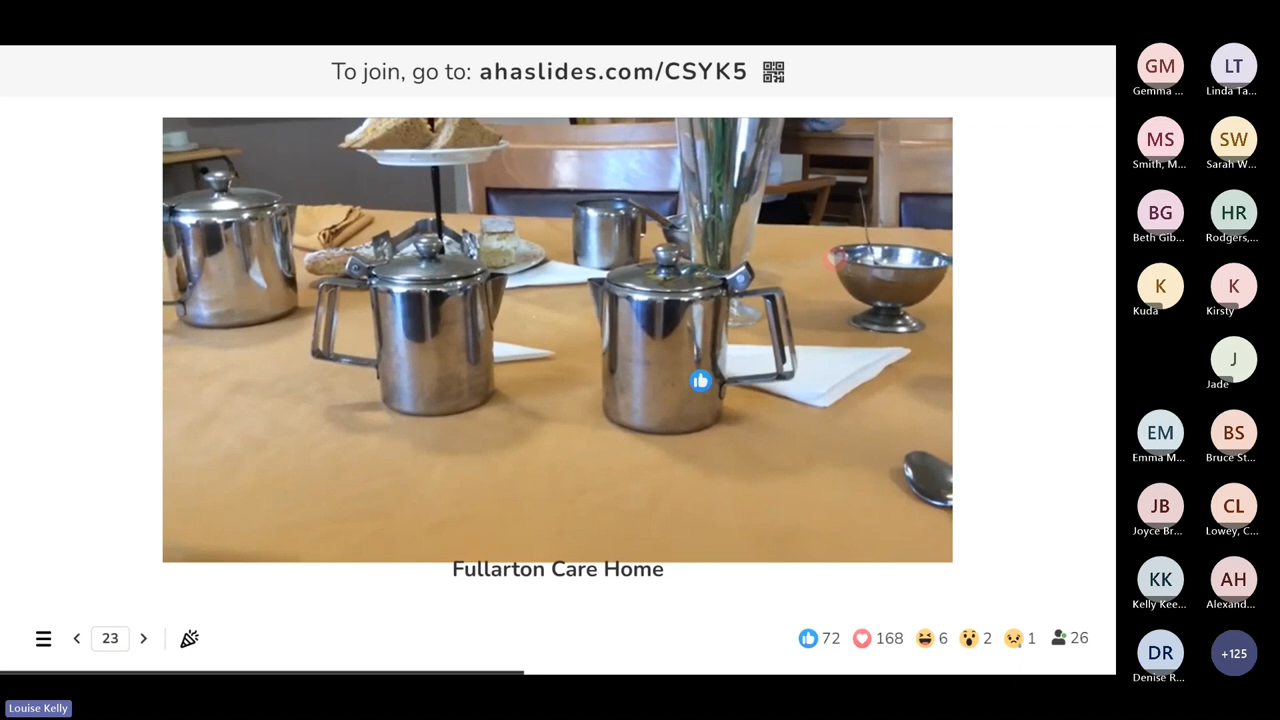 To join, go to: ahaslides.com/CSYK5
Fullarton Care Home
23
72 168 6 2 1 26
GM LT
Gemma ... Linda Ta...
MS SW
Smith, M... Sarah W...
BG HR
Beth Gib... Rodgers,...
K K
Kuda Kirsty
J
Jade
EM BS
Emma M... Bruce St...
JB CL
Joyce Br... Lowey, C...
KK AH
Kelly Kee... Alexand...
DR +125
Denise R...
Louise Kelly